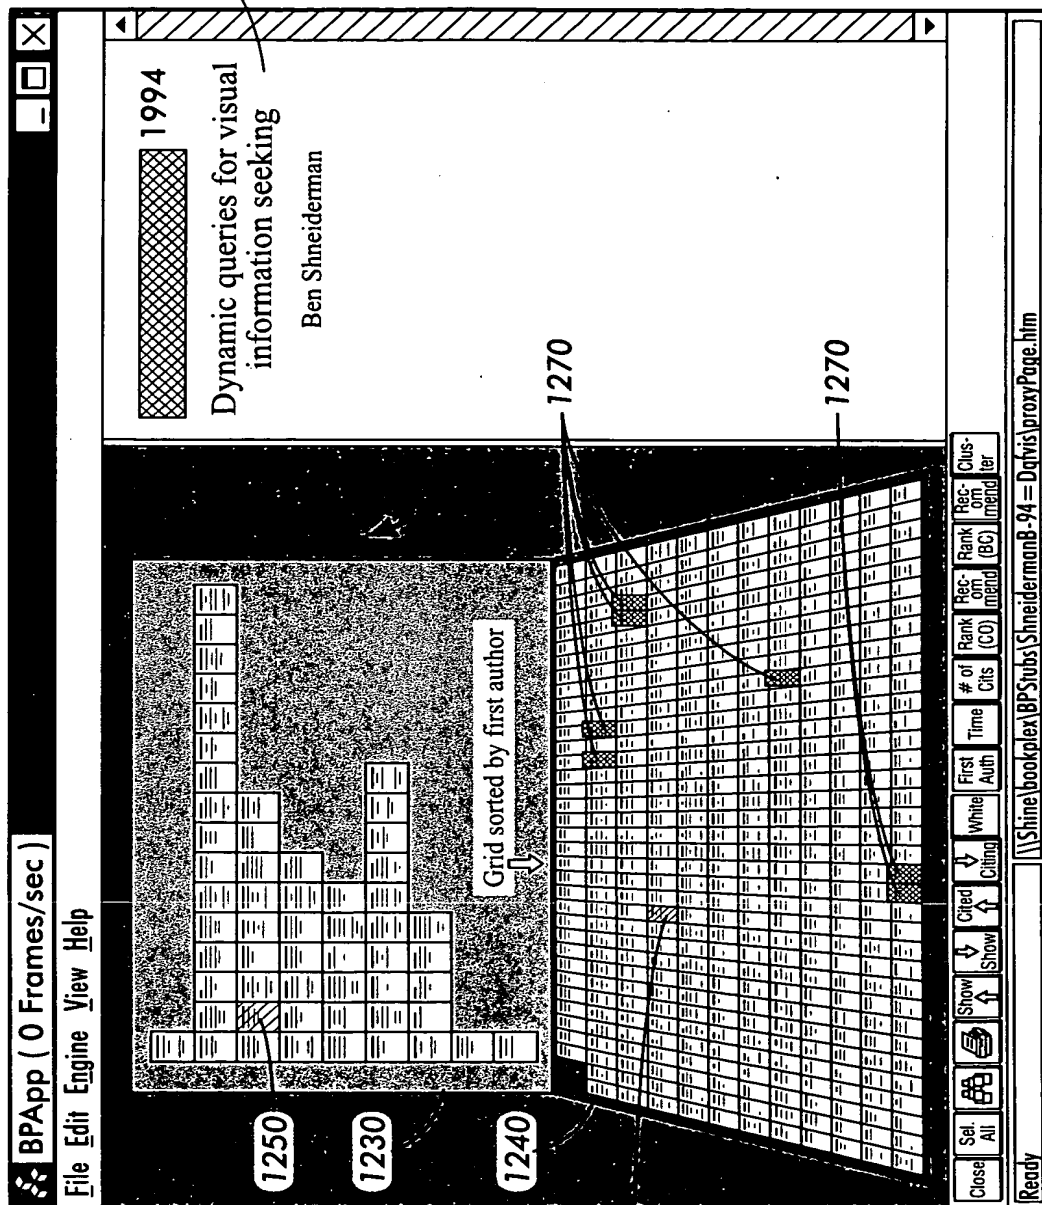 BPApp ( 0 Frames/sec )
File Edit Engine View Help
1994
Dynamic queries for visual
information seeking
Ben Shneiderman
1250
1230
1240
Grid sorted by first author
1270
1270
Close
Sel.
All
Show
Show
Cited
Citing
White
First
Auth
Time
# of
Cits
Rank
(CO)
Rec-
om
mend
Rank
(BC)
Rec-
om
mend
Clus-
ter
Ready
\\Shine\bookplex\BPStubs\ShneidermanB-94=Dqfvis\proxyPage.htm